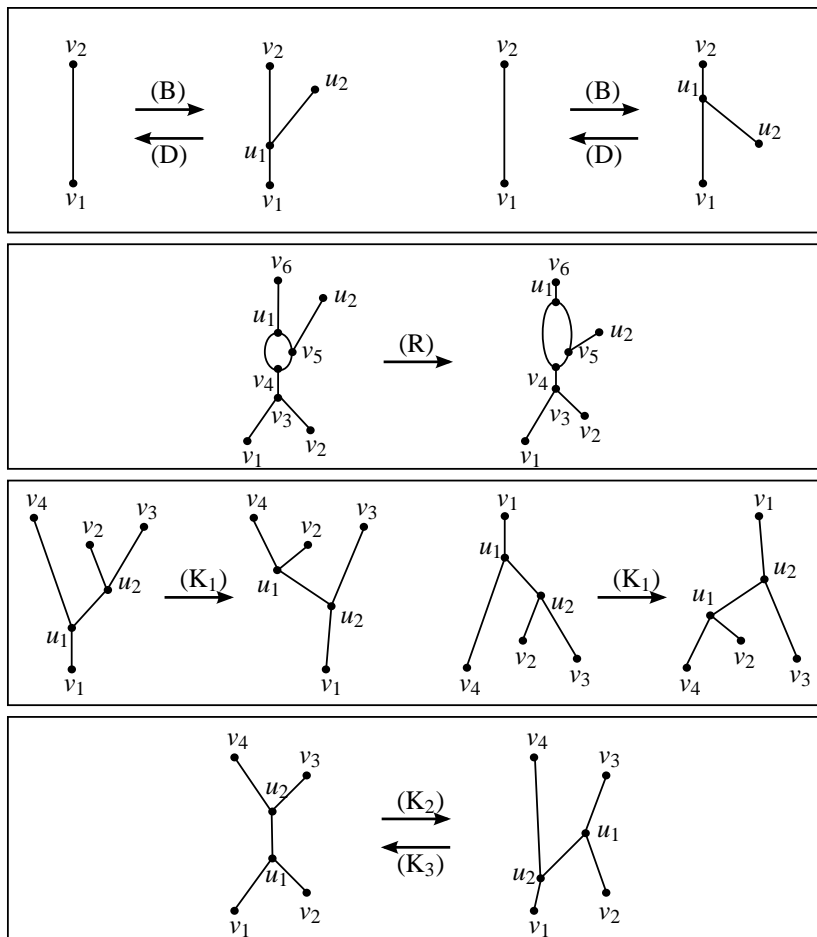 v₂ v₂ v₂ v₂
(B) u₂ (B) u₁
(D) u₁ (D) u₂
v₁ v₁ v₁ v₁
v₆ v₆
u₁ u₂ u₁
(R) u₂
v₅ v₅
v₄ v₄
v₃ v₃
v₁ v₂ v₁ v₂
v₄ v₂ v₃ v₄ v₂ v₃ v₁ v₁
u₁ u₂ (K₁) u₁ u₂ u₁ u₂ (K₁) u₁ u₂
v₁ v₁ v₄ v₂ v₃ v₄ v₂ v₃
v₄ v₃ v₄ v₃
u₂ (K₂) u₁
u₁ (K₃) u₂
v₁ v₂ v₁ v₂